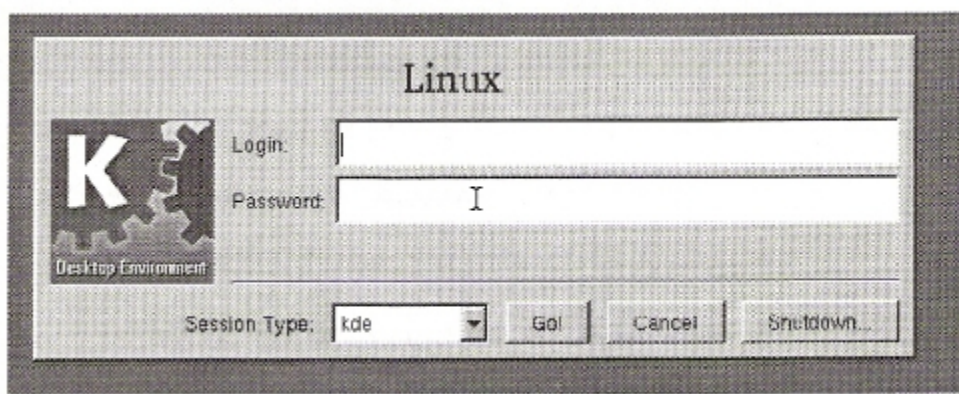 Linux
K
Desktop Environment
Login:
Password:
Session Type: kde Go! Cancel Shutdown...